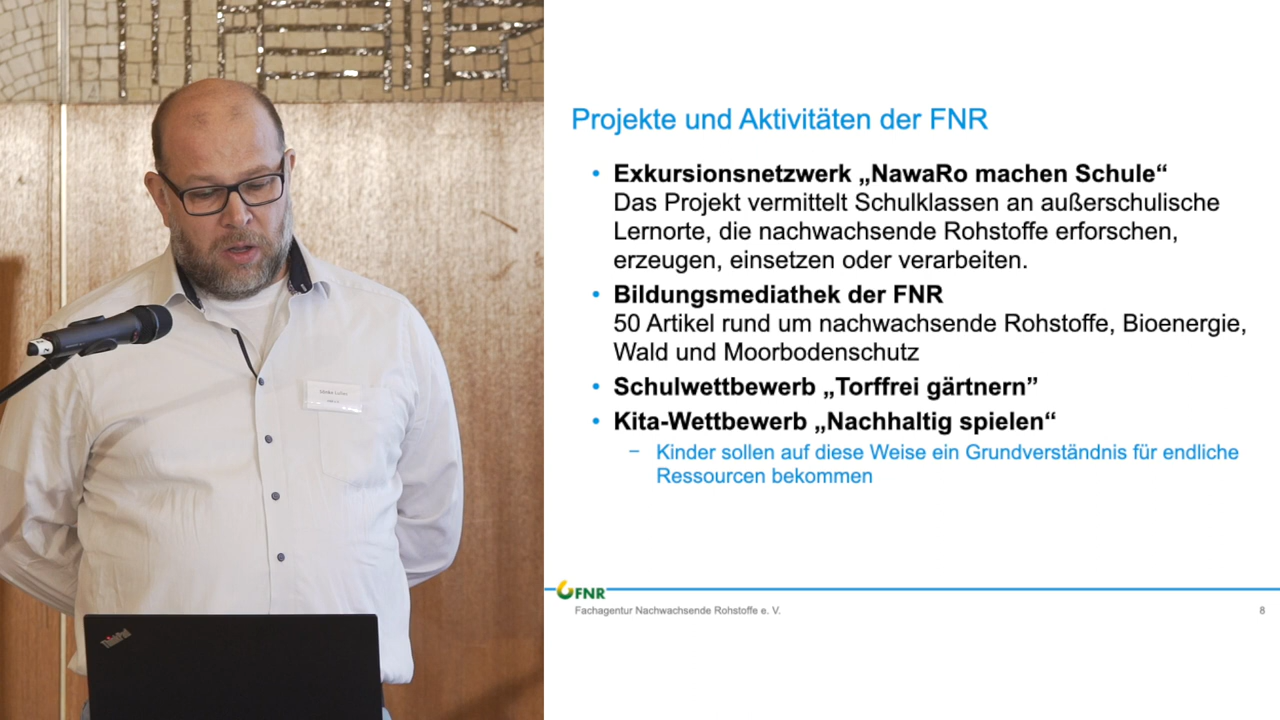 Projekte und Aktivitäten der FNR
• Exkursionsnetzwerk „NawaRo machen Schule“
Das Projekt vermittelt Schulklassen an außerschulische
Lernorte, die nachwachsende Rohstoffe erforschen,
erzeugen, einsetzen oder verarbeiten.
• Bildungsmediathek der FNR
50 Artikel rund um nachwachsende Rohstoffe, Bioenergie,
Wald und Moorbodenschutz
• Schulwettbewerb „Torffrei gärtnern”
• Kita-Wettbewerb „Nachhaltig spielen“
− Kinder sollen auf diese Weise ein Grundverständnis für endliche
Ressourcen bekommen
FNR
Fachagentur Nachwachsende Rohstoffe e. V.
8
ThinkPad